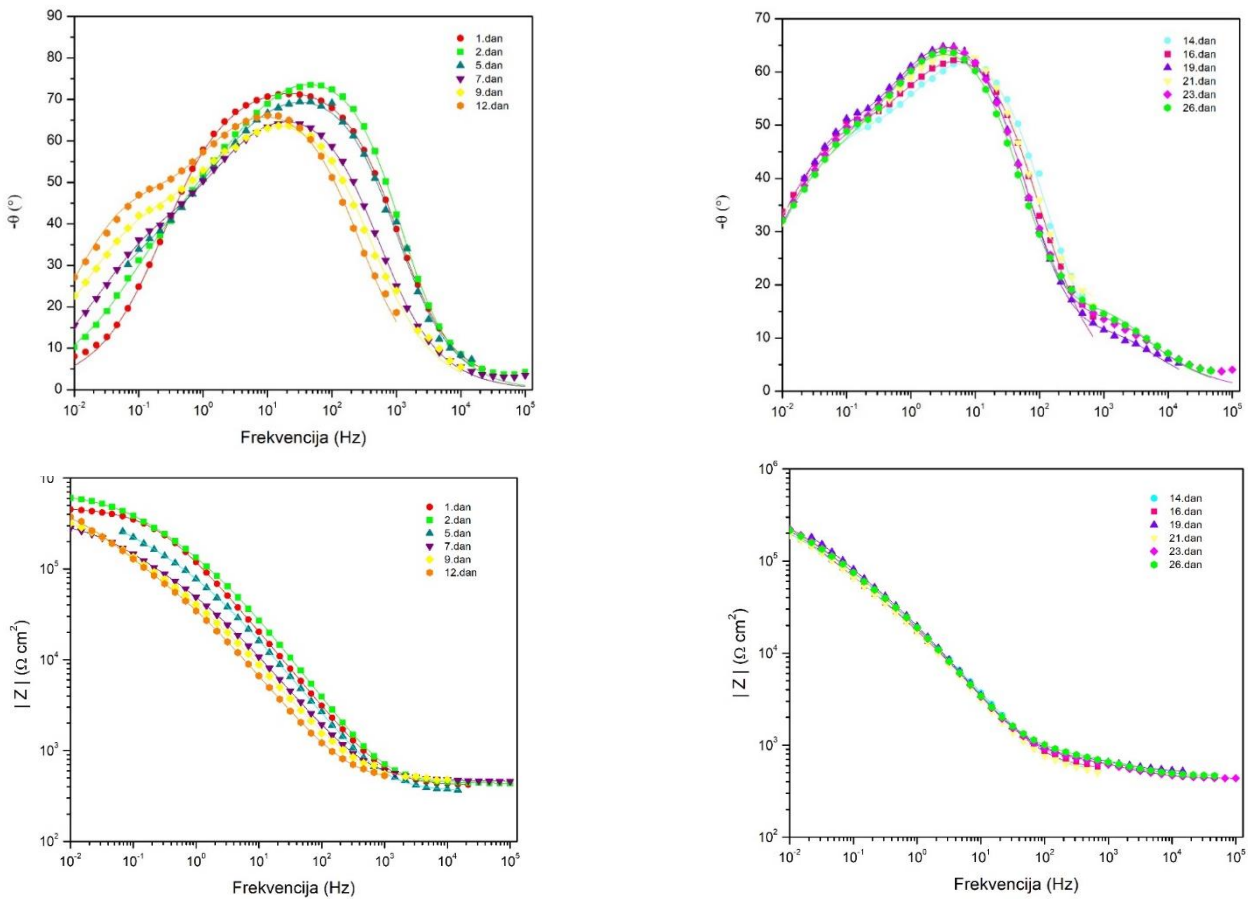 90
80
70
60
50
40
30
20
10
0
-θ (°)
1.dan
2.dan
5.dan
7.dan
9.dan
12.dan
10⁻² 10⁻¹ 10⁰ 10¹ 10² 10³ 10⁴ 10⁵
Frekvencija (Hz)
70
60
50
40
30
20
10
0
-θ (°)
14.dan
16.dan
19.dan
21.dan
23.dan
26.dan
10⁻² 10⁻¹ 10⁰ 10¹ 10² 10³ 10⁴ 10⁵
Frekvencija (Hz)
10⁵
10⁴
10³
10²
| Z | (Ω cm²)
1.dan
2.dan
5.dan
7.dan
9.dan
12.dan
10⁻² 10⁻¹ 10⁰ 10¹ 10² 10³ 10⁴ 10⁵
Frekvencija (Hz)
10⁶
10⁵
10⁴
10³
10²
| Z | (Ω cm²)
14.dan
16.dan
19.dan
21.dan
23.dan
26.dan
10⁻² 10⁻¹ 10⁰ 10¹ 10² 10³ 10⁴ 10⁵
Frekvencija (Hz)